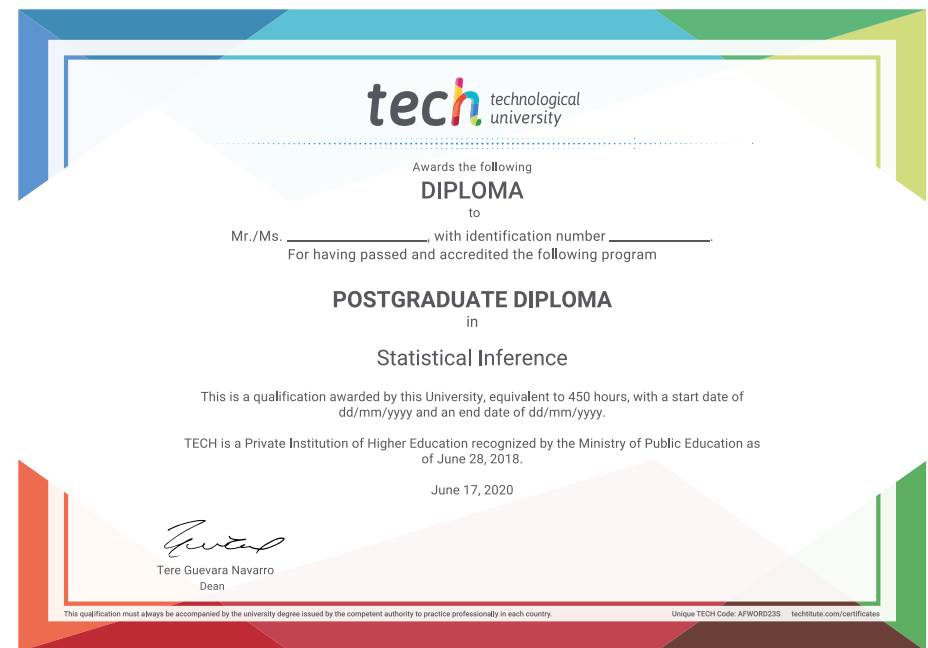 tech technological
university
Awards the following
DIPLOMA
to
Mr./Ms. ____________________, with identification number ______________.
For having passed and accredited the following program
POSTGRADUATE DIPLOMA
in
Statistical Inference
This is a qualification awarded by this University, equivalent to 450 hours, with a start date of
dd/mm/yyyy and an end date of dd/mm/yyyy.
TECH is a Private Institution of Higher Education recognized by the Ministry of Public Education as
of June 28, 2018.
June 17, 2020
Tere Guevara Navarro
Dean
This qualification must always be accompanied by the university degree issued by the competent authority to practice professionally in each country. Unique TECH Code: AFWORD23S techtitute.com/certificates